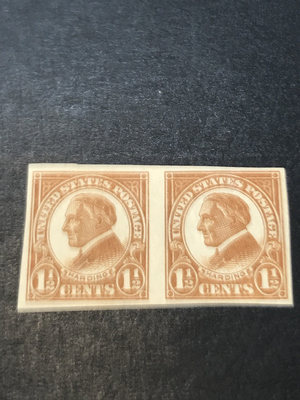 UNITED STATES POSTAGE
HARDING
1½ CENTS 1½
UNITED STATES POSTAGE
HARDING
1½ CENTS 1½